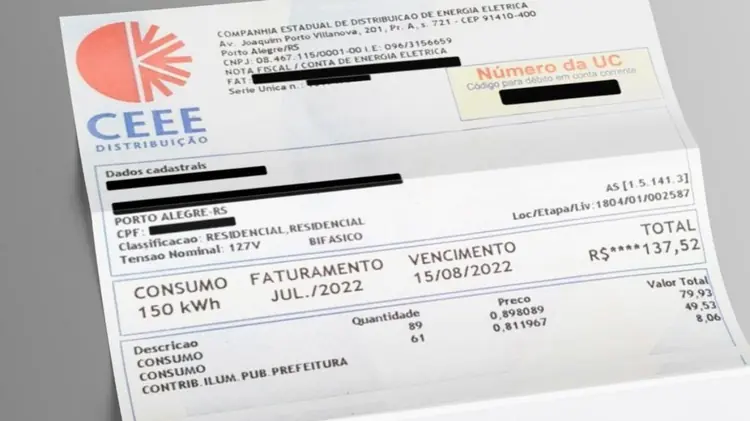 COMPANHIA ESTADUAL DE DISTRIBUICAO DE ENERGIA ELETRICA
Av. Joaquim Porto Villanova, 201, Pr. A, s. 721 - CEP 91410-400
Porto Alegre/RS
CNPJ: 08.467.115/0001-00 I.E: 096/3156659
NOTA FISCAL / CONTA DE ENERGIA ELETRICA
FAT:
Serie Unica n.:
Número da UC
Código para débito em conta corrente
CEEE
DISTRIBUIÇÃO
Dados cadastrais
PORTO ALEGRE-RS
CPF:
Classificacao: RESIDENCIAL,RESIDENCIAL
Tensao Nominal: 127V BIFASICO
AS [1.5.141.3]
Loc/Etapa/Liv: 1804/01/002587
CONSUMO FATURAMENTO VENCIMENTO TOTAL
150 kWh JUL./2022 15/08/2022 R$****137,52
Descricao Quantidade Preco Valor Total
CONSUMO 89 0,898089 79,93
CONSUMO 61 0,811967 49,53
CONTRIB.ILUM.PUB.PREFEITURA 8,06